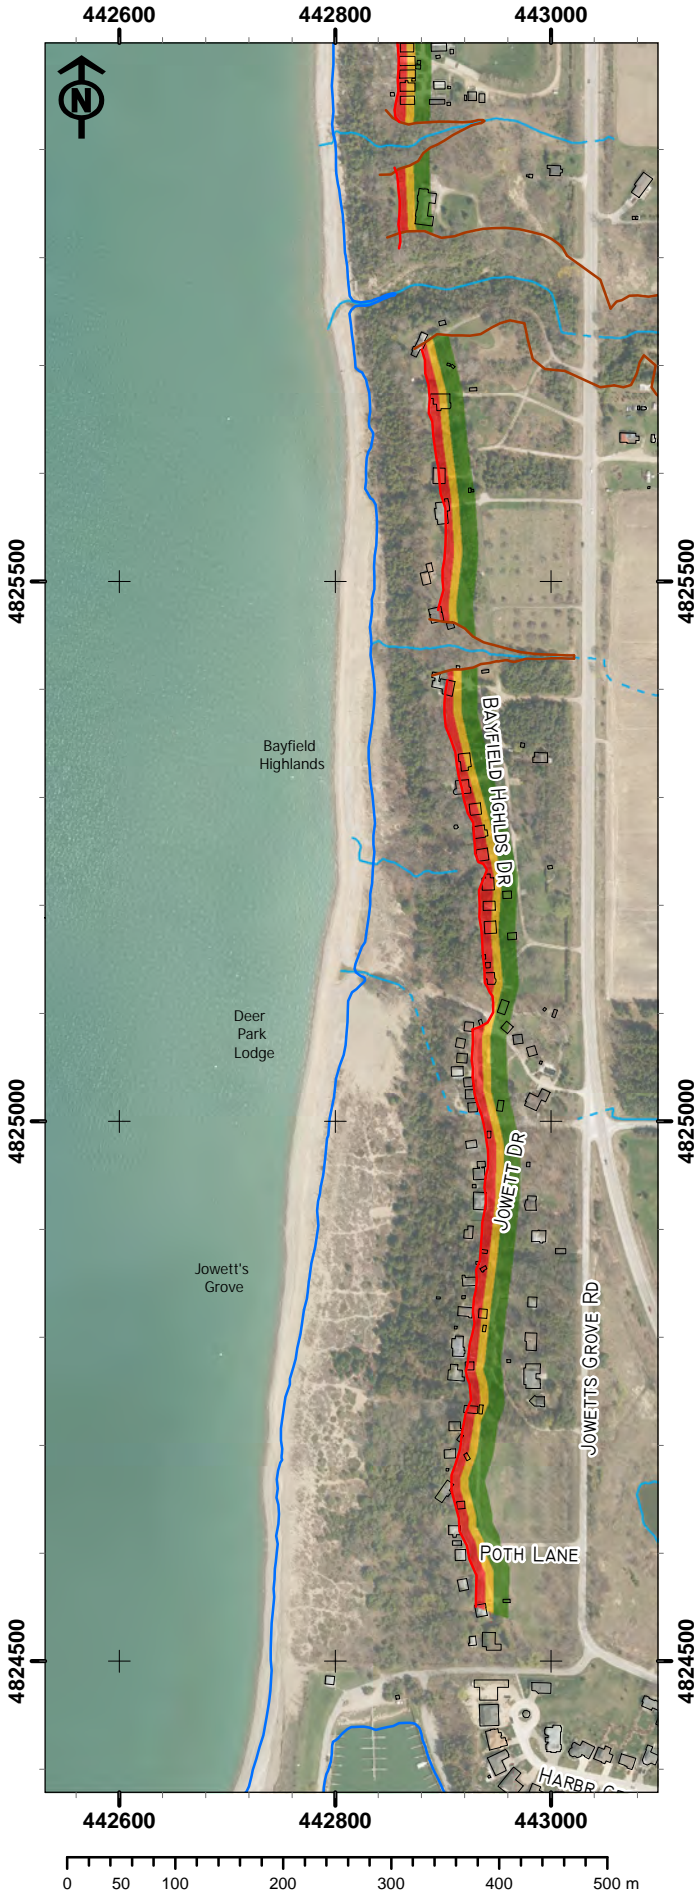 442600 442800 443000
N
4825500 4825500
BAYFIELD HGHLDS DR
Bayfield
Highlands
Deer
Park
Lodge
4825000 4825000
JOWETT DR
Jowett's
Grove
JOWETTS GROVE RD
POTH LANE
4824500 4824500
HARBR
442600 442800 443000
0 50 100 200 300 400 500 m